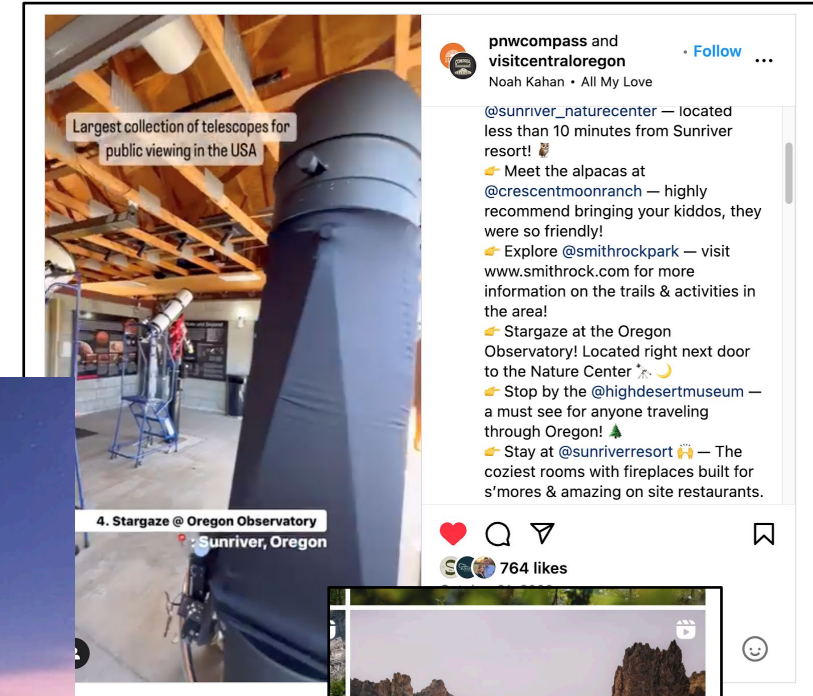 Largest collection of telescopes for
public viewing in the USA
4. Stargaze @ Oregon Observatory
📍: Sunriver, Oregon
pnwcompass and
visitcentraloregon
• Follow
Noah Kahan • All My Love
@sunriver_naturecenter — located
less than 10 minutes from Sunriver
resort! 🦉
👉 Meet the alpacas at
@crescentmoonranch — highly
recommend bringing your kiddos, they
were so friendly!
👉 Explore @smithrockpark — visit
www.smithrock.com for more
information on the trails & activities in
the area!
👉 Stargaze at the Oregon
Observatory! Located right next door
to the Nature Center 🔭 🌙
👉 Stop by the @highdesertmuseum —
a must see for anyone traveling
through Oregon! 🌲
👉 Stay at @sunriverresort 🙌 — The
coziest rooms with fireplaces built for
s’mores & amazing on site restaurants.
764 likes